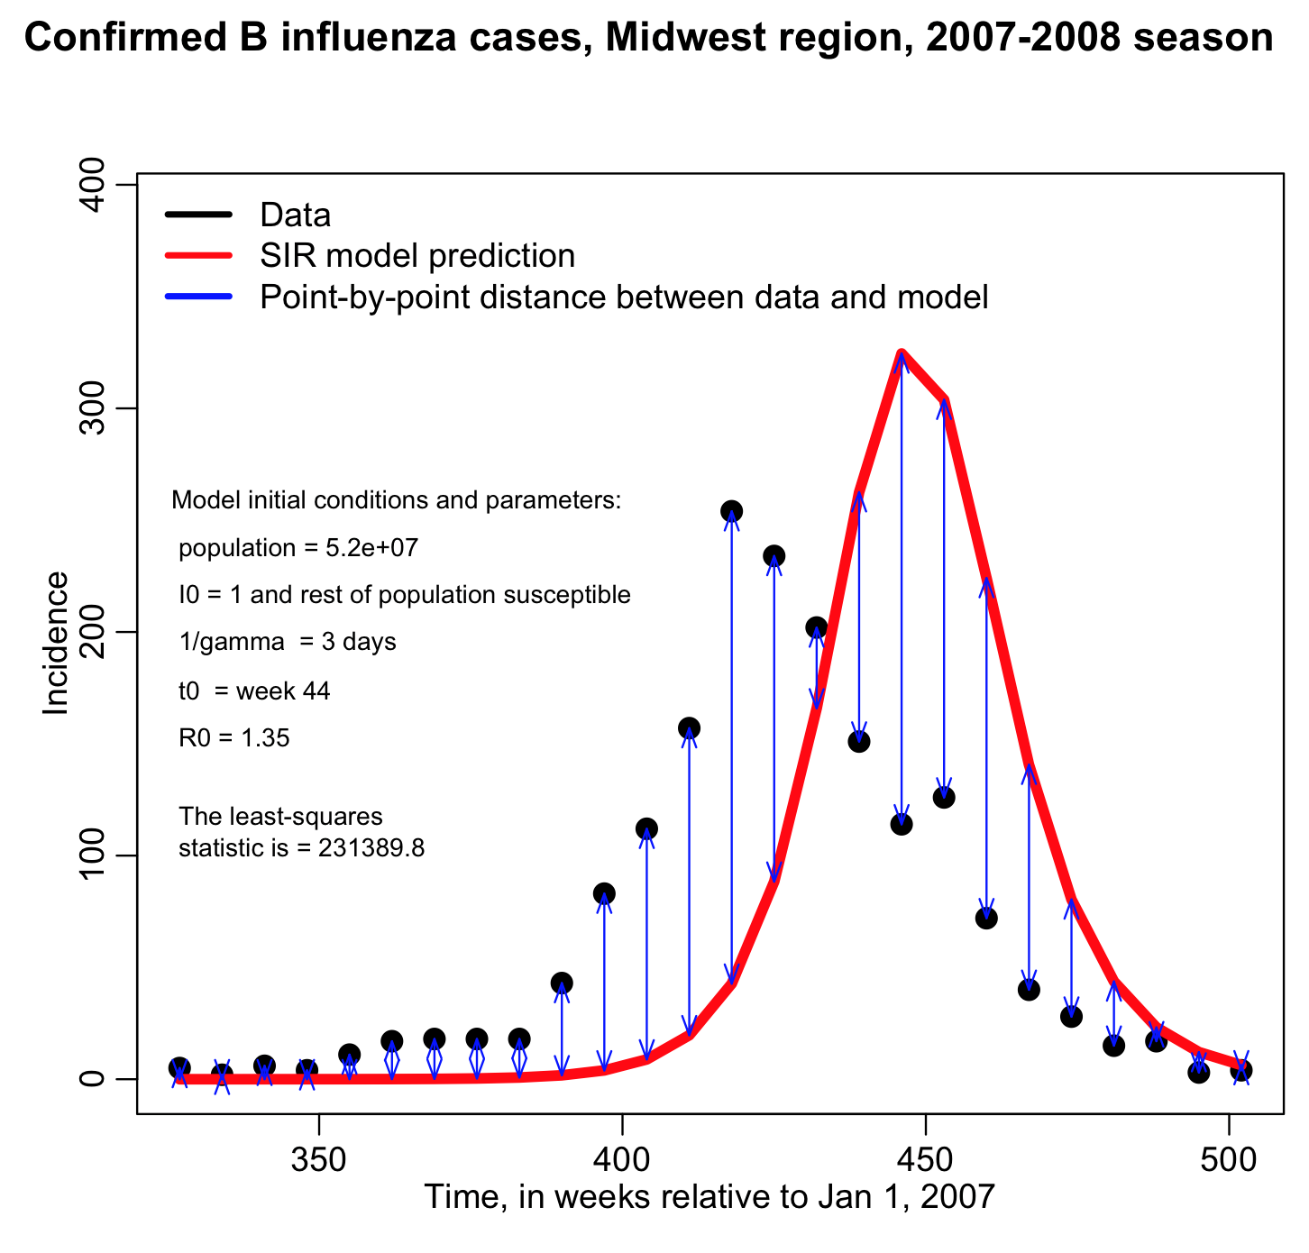 Confirmed B influenza cases, Midwest region, 2007-2008 season
400
300
200
100
0
Incidence
Data
SIR model prediction
Point-by-point distance between data and model
Model initial conditions and parameters:
population = 5.2e+07
I0 = 1 and rest of population susceptible
1/gamma  = 3 days
t0  = week 44
R0 = 1.35
The least-squares
statistic is = 231389.8
350 400 450 500
Time, in weeks relative to Jan 1, 2007